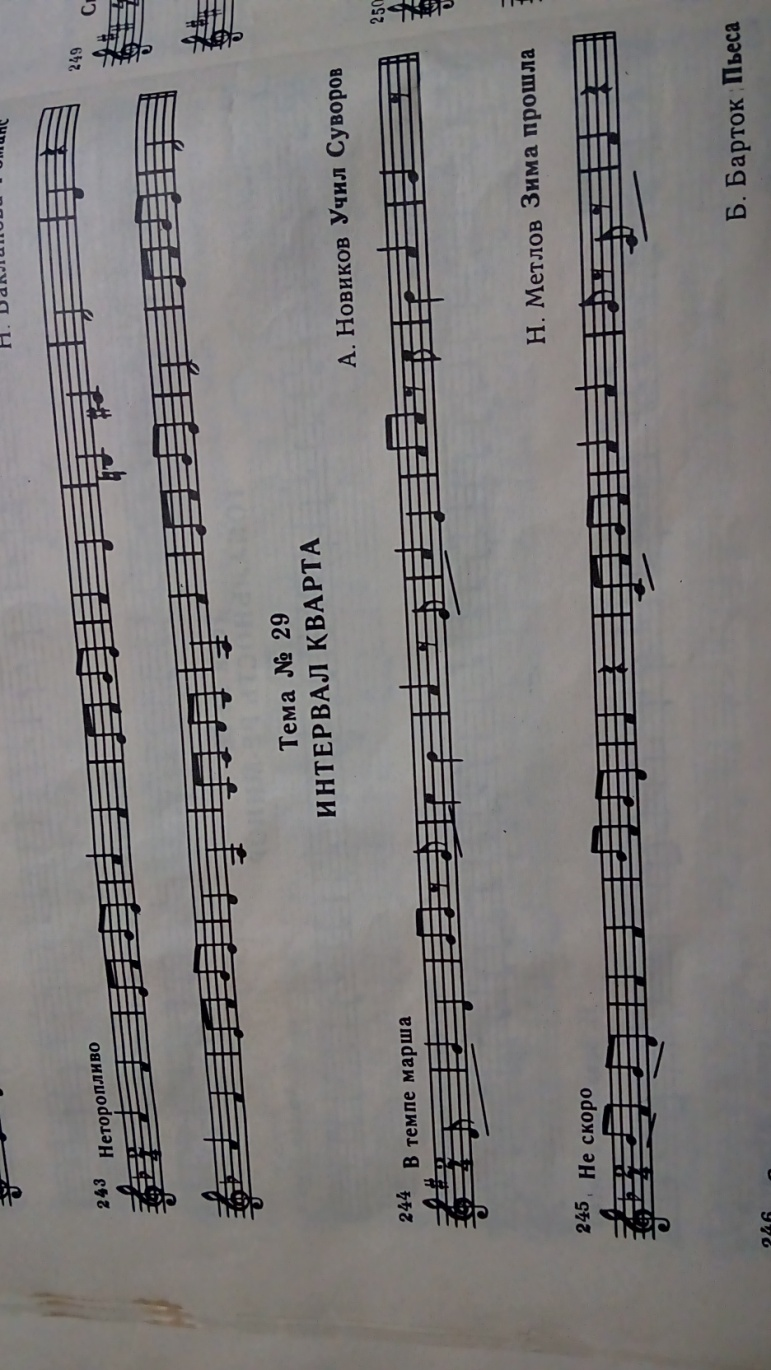 249
250
243 Неторопливо
Тема № 29
ИНТЕРВАЛ КВАРТА
А. Новиков Учил Суворов
244 В темпе марша
Н. Метлов Зима прошла
245 Не скоро
Б. Барток Пьеса
246